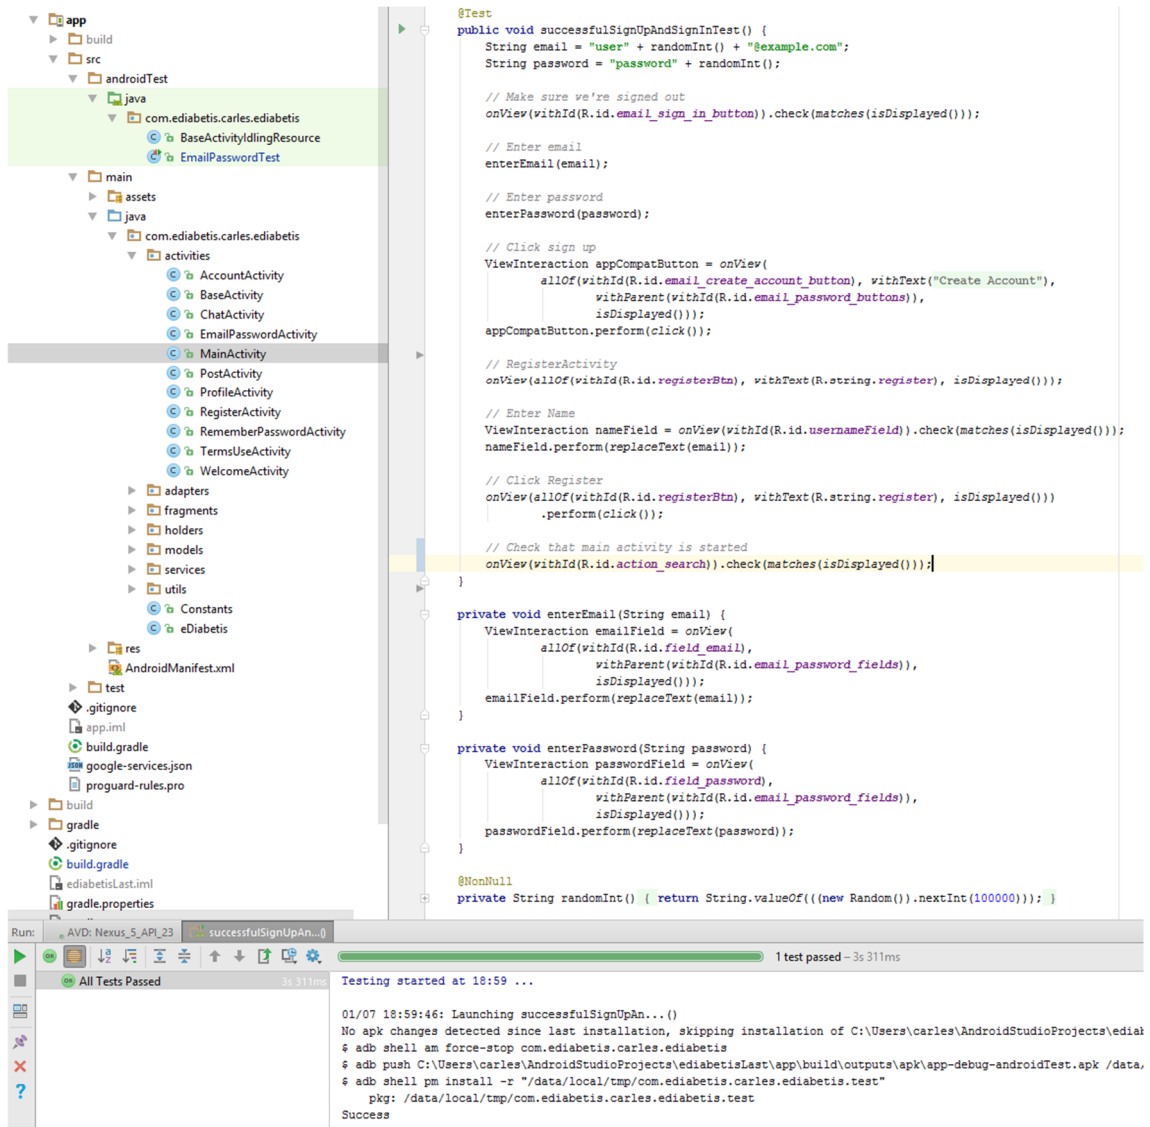 app
build
src
androidTest
java
com.ediabetis.carles.ediabetis
BaseActivityIdlingResource
EmailPasswordTest
main
assets
java
com.ediabetis.carles.ediabetis
activities
AccountActivity
BaseActivity
ChatActivity
EmailPasswordActivity
MainActivity
PostActivity
ProfileActivity
RegisterActivity
RememberPasswordActivity
TermsUseActivity
WelcomeActivity
adapters
fragments
holders
models
services
utils
Constants
eDiabetis
res
AndroidManifest.xml
test
.gitignore
app.iml
build.gradle
google-services.json
proguard-rules.pro
build
gradle
.gitignore
build.gradle
ediabetisLast.iml
gradle.properties
@Test
public void successfulSignUpAndSignInTest() {
String email = "user" + randomInt() + "@example.com";
String password = "password" + randomInt();
// Make sure we're signed out
onView(withId(R.id.email_sign_in_button)).check(matches(isDisplayed()));
// Enter email
enterEmail(email);
// Enter password
enterPassword(password);
// Click sign up
ViewInteraction appCompatButton = onView(
allOf(withId(R.id.email_create_account_button), withText("Create Account"),
withParent(withId(R.id.email_password_buttons)),
isDisplayed()));
appCompatButton.perform(click());
// RegisterActivity
onView(allOf(withId(R.id.registerBtn), withText(R.string.register), isDisplayed()));
// Enter Name
ViewInteraction nameField = onView(withId(R.id.usernameField)).check(matches(isDisplayed()));
nameField.perform(replaceText(email));
// Click Register
onView(allOf(withId(R.id.registerBtn), withText(R.string.register), isDisplayed()))
.perform(click());
// Check that main activity is started
onView(withId(R.id.action_search)).check(matches(isDisplayed()));
}
private void enterEmail(String email) {
ViewInteraction emailField = onView(
allOf(withId(R.id.field_email),
withParent(withId(R.id.email_password_fields)),
isDisplayed()));
emailField.perform(replaceText(email));
}
private void enterPassword(String password) {
ViewInteraction passwordField = onView(
allOf(withId(R.id.field_password),
withParent(withId(R.id.email_password_fields)),
isDisplayed()));
passwordField.perform(replaceText(password));
}
@NonNull
private String randomInt() { return String.valueOf(((new Random()).nextInt(100000))); }
Run: AVD: Nexus_5_API_23 successfulSignUpAn...()
1 test passed – 3s 311ms
All Tests Passed 3s 311ms
Testing started at 18:59 ...
01/07 18:59:46: Launching successfulSignUpAn...()
No apk changes detected since last installation, skipping installation of C:\Users\carles\AndroidStudioProjects\ediab
$ adb shell am force-stop com.ediabetis.carles.ediabetis
$ adb push C:\Users\carles\AndroidStudioProjects\ediabetisLast\app\build\outputs\apk\app-debug-androidTest.apk /data/
$ adb shell pm install -r "/data/local/tmp/com.ediabetis.carles.ediabetis.test"
pkg: /data/local/tmp/com.ediabetis.carles.ediabetis.test
Success